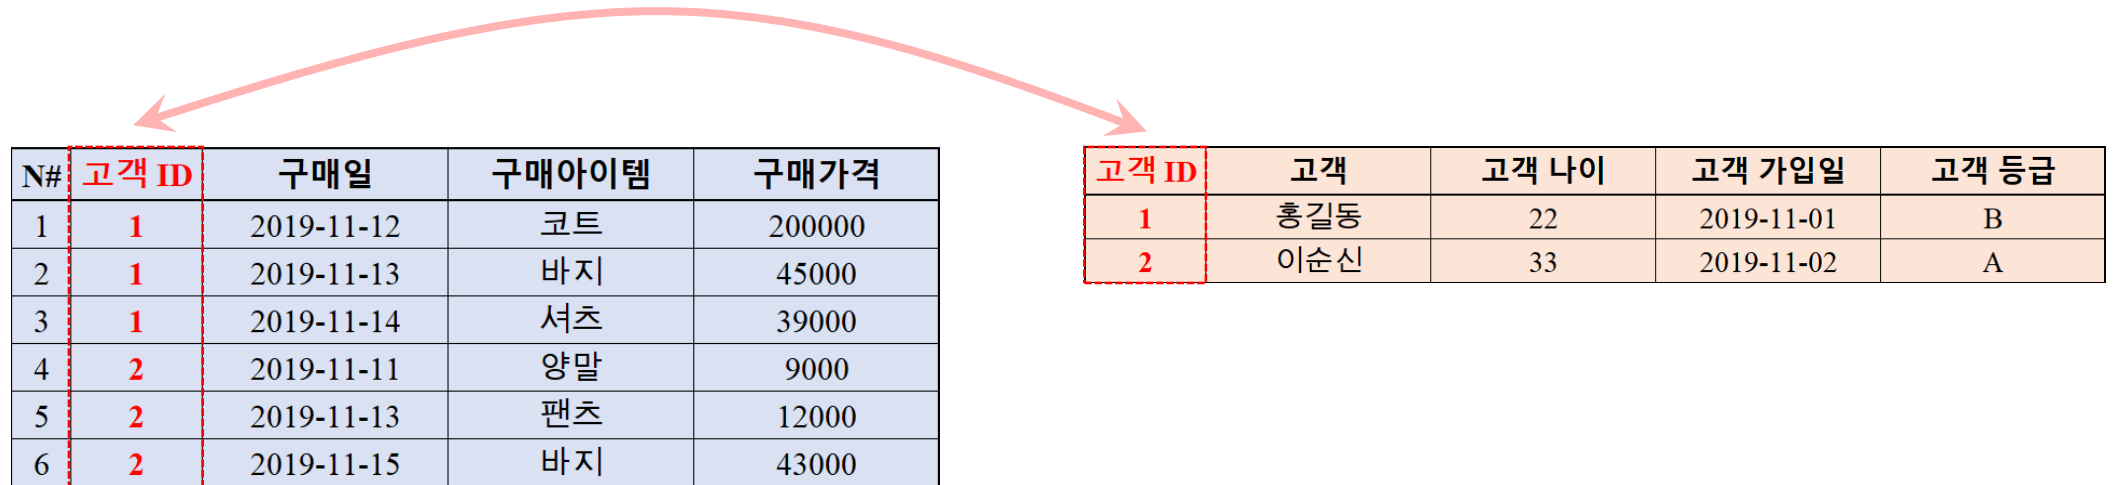 N# 고객 ID 구매일 구매아이템 구매가격
1 1 2019-11-12 코트 200000
2 1 2019-11-13 바지 45000
3 1 2019-11-14 셔츠 39000
4 2 2019-11-11 양말 9000
5 2 2019-11-13 팬츠 12000
6 2 2019-11-15 바지 43000
고객 ID 고객 고객 나이 고객 가입일 고객 등급
1 홍길동 22 2019-11-01 B
2 이순신 33 2019-11-02 A